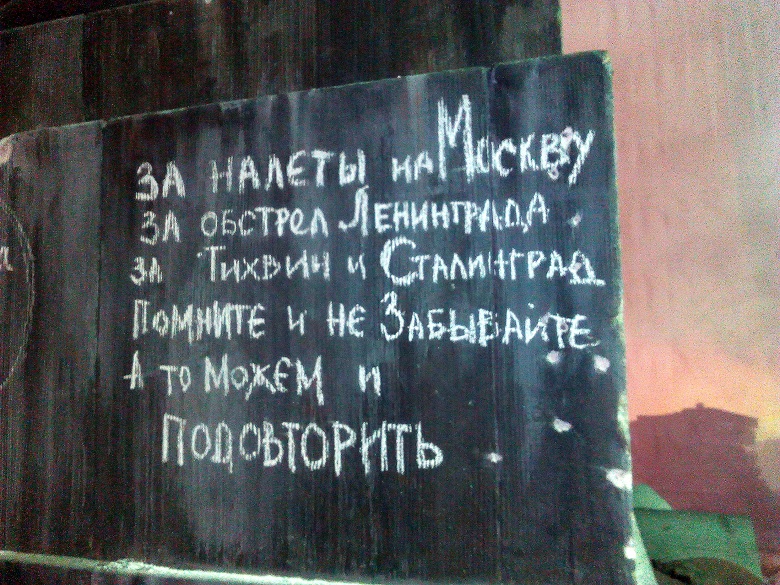 за налеты на Москву
за обстрел Ленинграда.
за Тихвин и Сталинград
Помните и не Забывайте
А то Можем и
подовторить